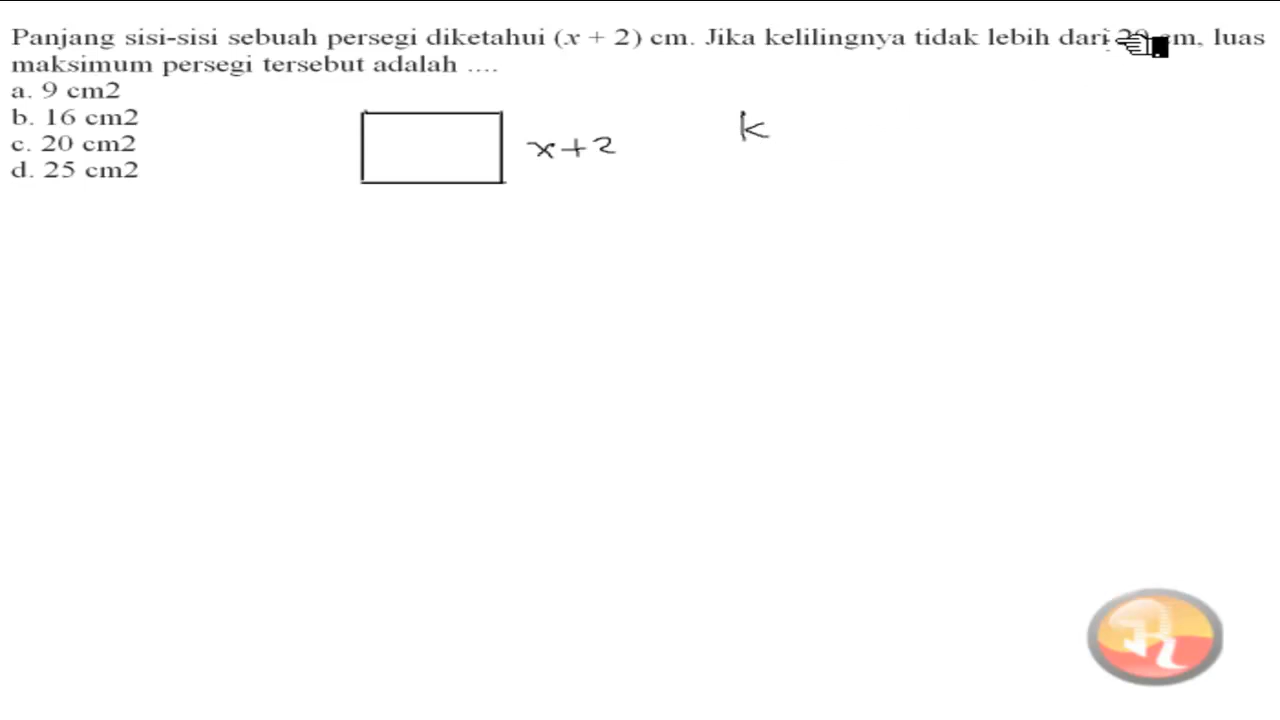 Panjang sisi-sisi sebuah persegi diketahui (x + 2) cm. Jika kelilingnya tidak lebih dari luas
maksimum persegi tersebut adalah ....
a. 9 cm2
b. 16 cm2
c. 20 cm2
d. 25 cm2
x+2
k